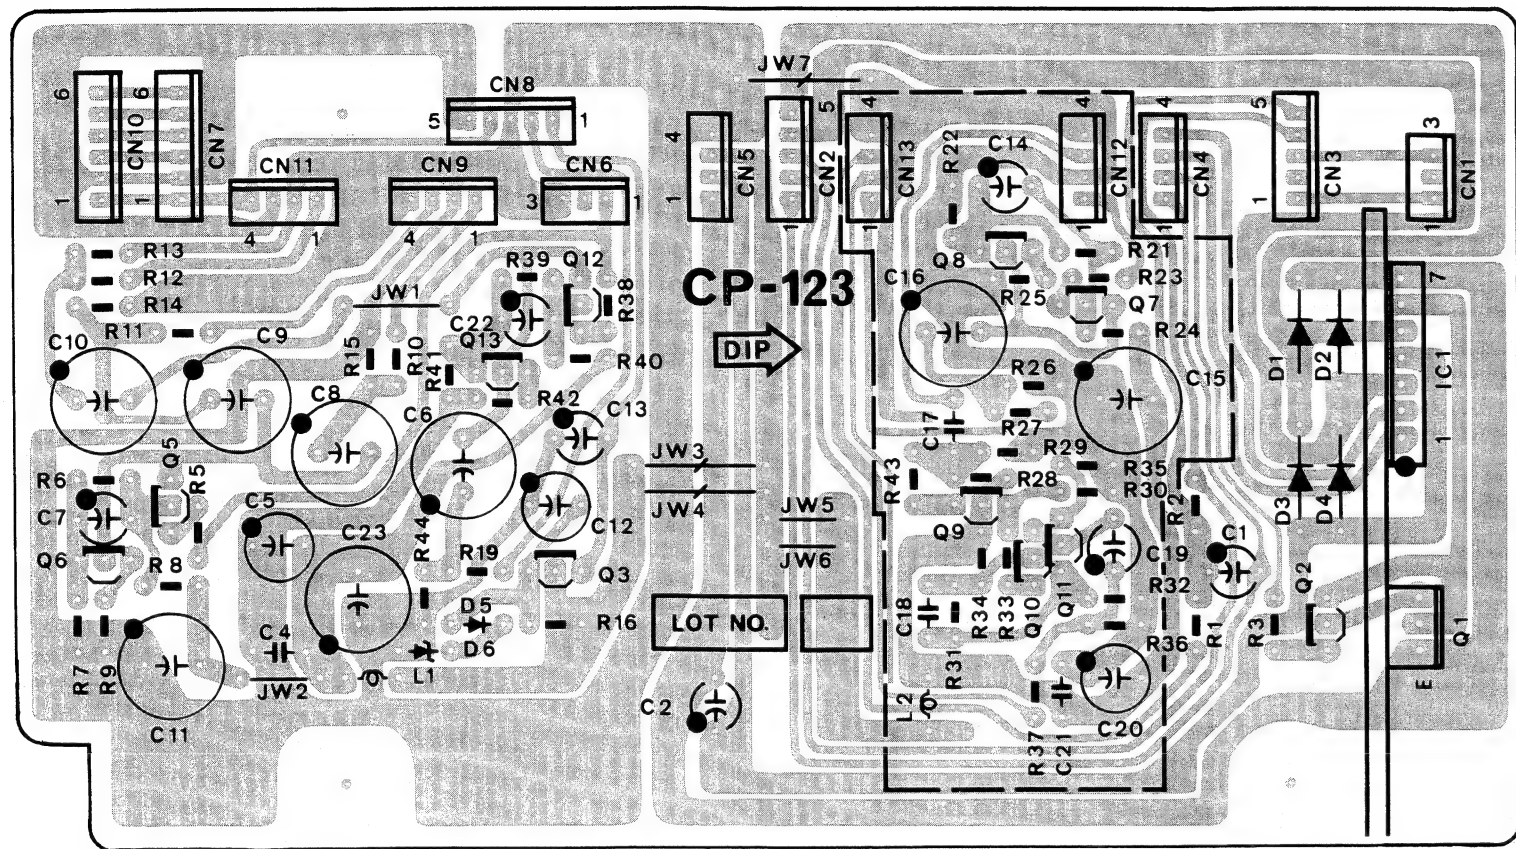 JW7
CN8
5
1
6
6
CN10
CN7
1
1
CN11
4
1
CN9
4
1
CN6
3
1
4
CN5
1
5
CN2
1
4
CN13
1
R22
C14
4
CN12
1
4
CN4
1
5
CN3
1
3
CN1
1
R13
R12
R14
R11
JW1
R39
Q12
R38
CP-123
DIP
C16
Q8
R25
R21
R23
Q7
R24
7
C10
C9
C22
Q13
R15
R10
R41
R40
R26
C15
D1
D2
IC1
1
C8
C6
R42
C13
C17
R27
R29
R35
R30
R28
R43
R2
JW3
JW4
JW5
JW6
R6
Q5
R5
C7
Q6
R8
C5
C23
R44
R19
C12
Q3
Q9
C19
C1
D3
D4
Q2
R32
Q11
Q10
R33
R34
C18
R31
R36
R1
R3
Q1
E
D5
D6
R16
LOT NO.
R7
R9
C11
C4
JW2
L1
C2
L2
R37
C21
C20